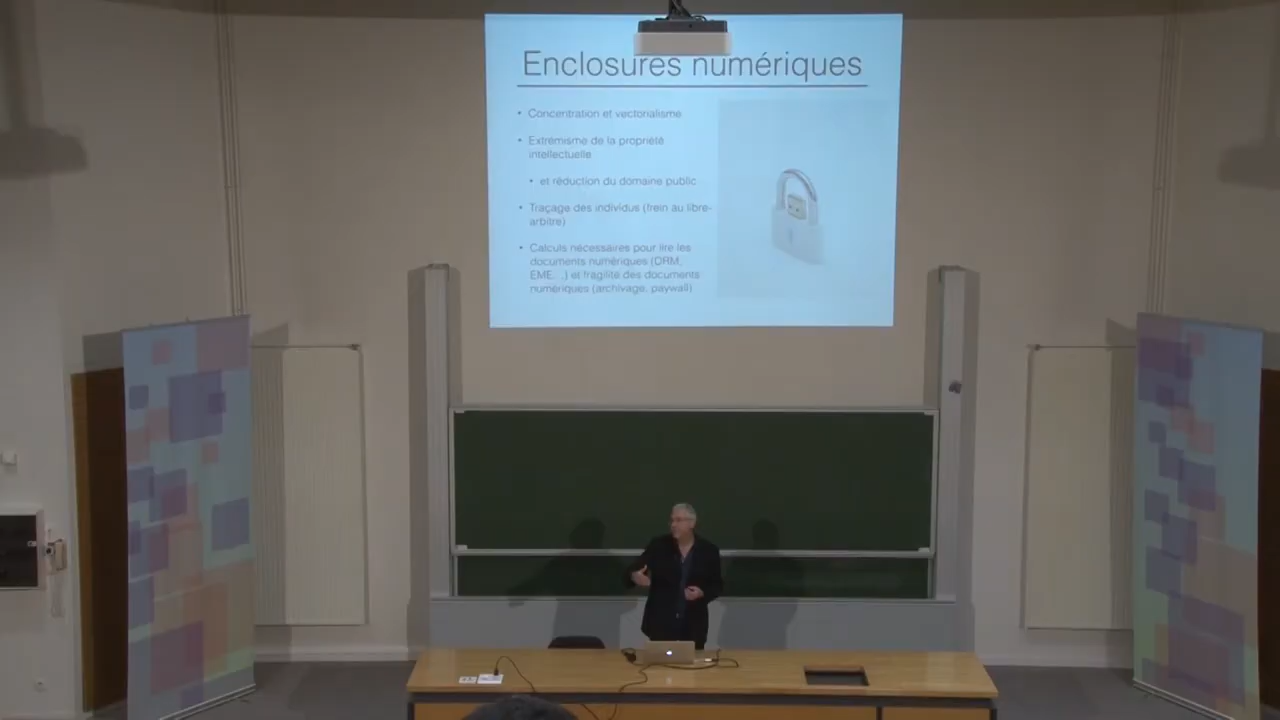 Enclosures numériques
• Concentration et vectorialisme
• Extrémisme de la propriété
intellectuelle
• et réduction du domaine public
• Traçage des individus (frein au libre-
arbitre)
• Calculs nécessaires pour lire les
documents numériques (DRM,
EME...) et fragilité des documents
numériques (archivage, paywall)